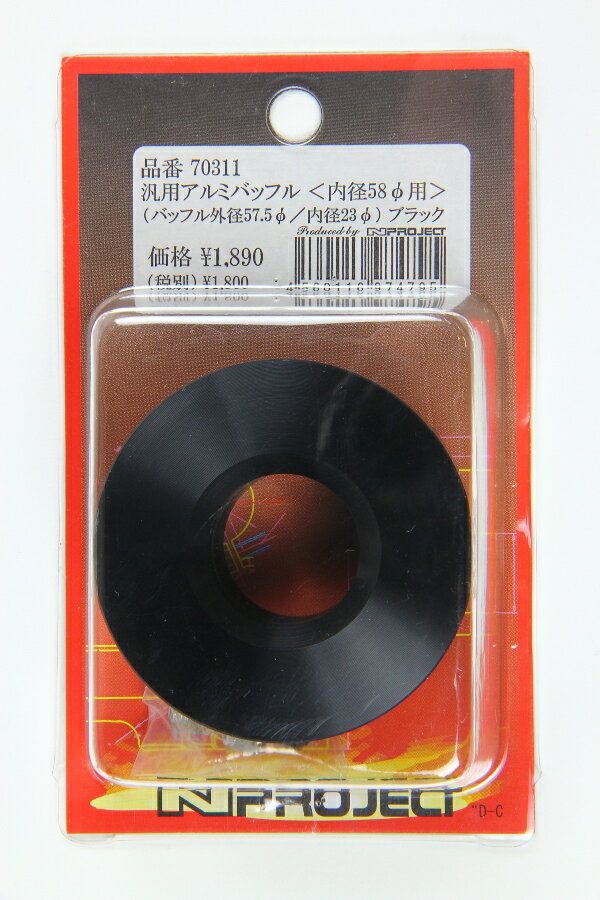 品番 70311
汎用アルミバッフル <内径58φ用>
(バッフル外径57.5φ/内径23φ) ブラック
Produced by NPROJECT
価格 ¥1,890
(税別) ¥1,800
NPROJECT
"D-C